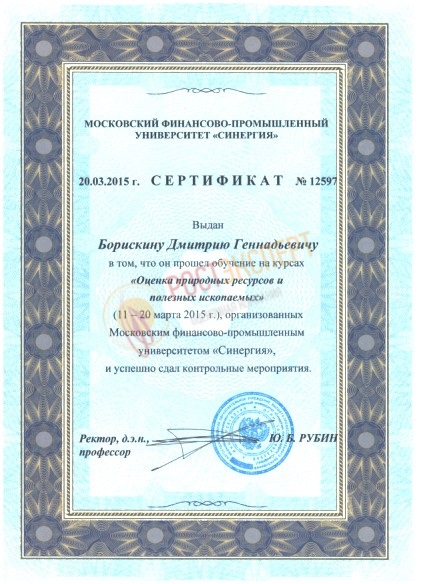 МОСКОВСКИЙ ФИНАНСОВО-ПРОМЫШЛЕННЫЙ
УНИВЕРСИТЕТ «СИНЕРГИЯ»
20.03.2015 г. СЕРТИФИКАТ № 12597
Выдан
Борискину Дмитрию Геннадьевичу
в том, что он прошел обучение на курсах
«Оценка природных ресурсов и
полезных ископаемых»
(11 – 20 марта 2015 г.), организованных
Московским финансово-промышленным
университетом «Синергия»,
и успешно сдал контрольные мероприятия.
РОСТЭКСПЕРТ
Ректор, д.э.н., Ю. Б. РУБИН
профессор